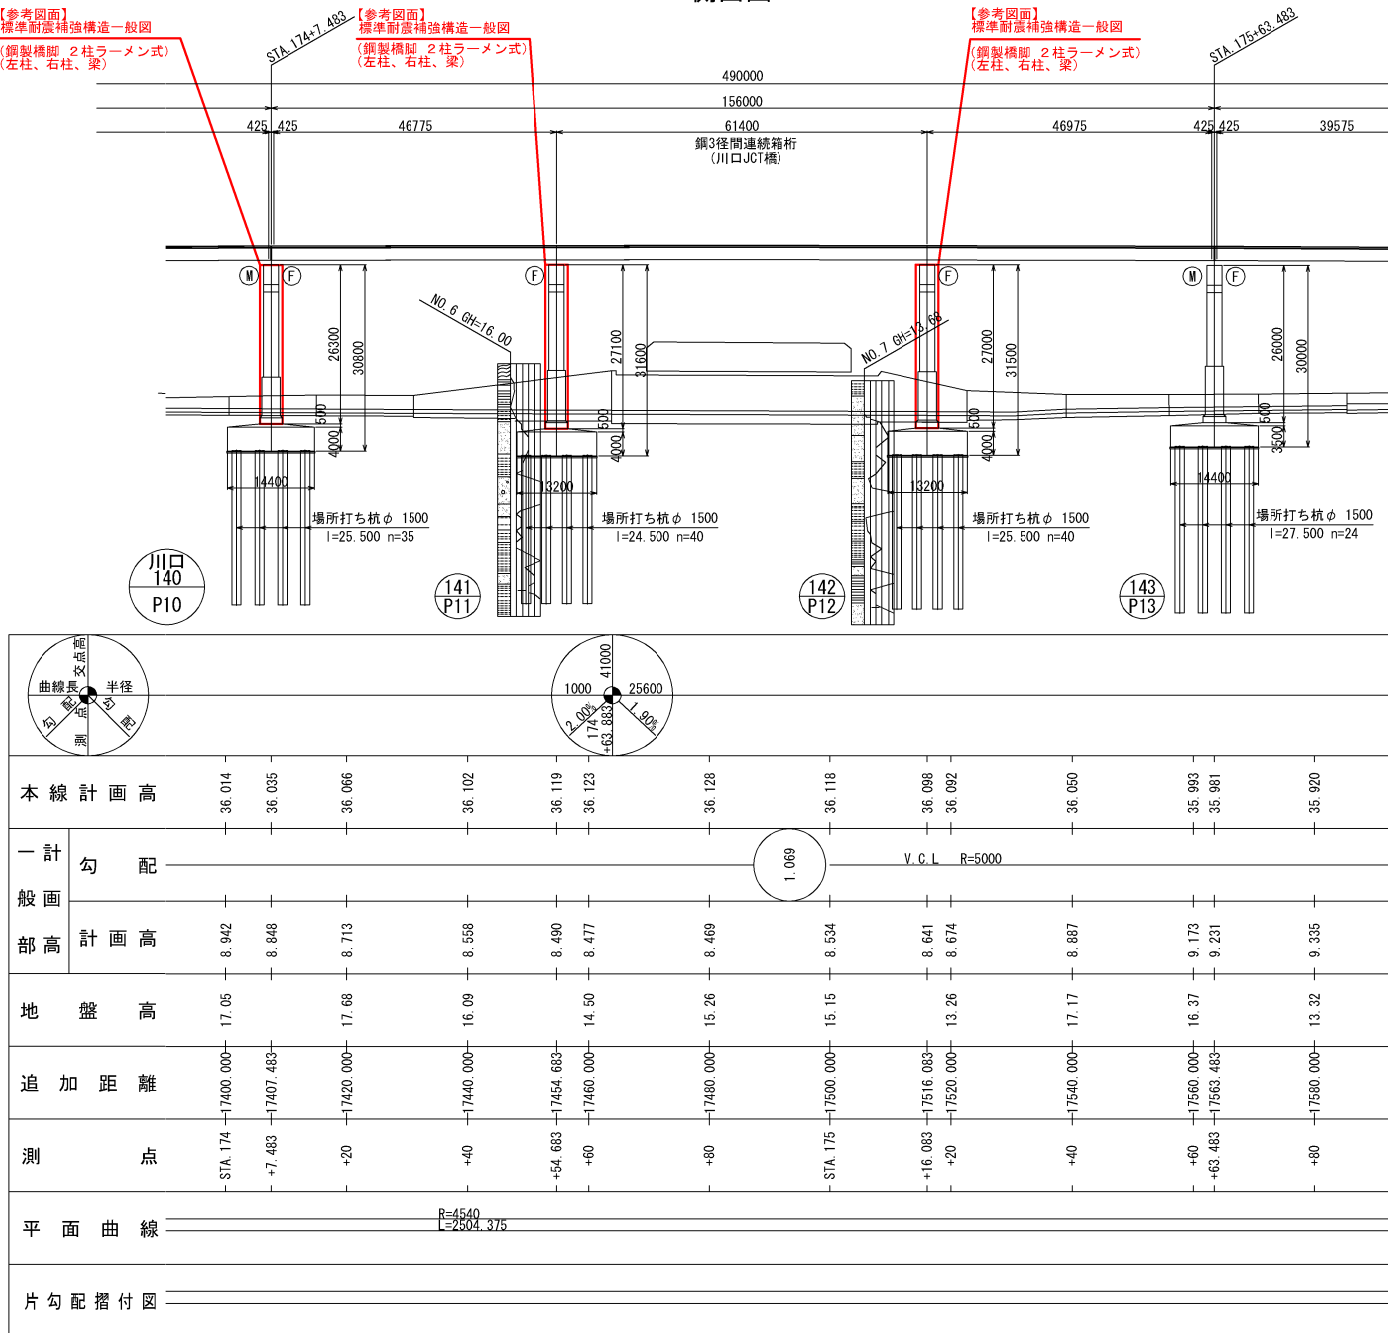 【参考図面】
標準耐震補強構造一般図
(鋼製橋脚 2柱ラーメン式)
(左柱、右柱、梁)
STA.174+7.483
【参考図面】
標準耐震補強構造一般図
(鋼製橋脚 2柱ラーメン式)
(左柱、右柱、梁)
【参考図面】
標準耐震補強構造一般図
(鋼製橋脚 2柱ラーメン式)
(左柱、右柱、梁)
STA.175+63.483
490000
156000
425 425 46775 61400 46975 425 425 39575
鋼3径間連続箱桁
(川口JCT橋)
M F F F M F
NO.6 GH=16.00
NO.7 GH=13.68
26300 30800 500 4000
27100 31600 500 4000
27000 31500 500 4000
26000 30000 500 3500
14400 13200 13200 14400
場所打ち杭φ 1500
l=25.500 n=35
場所打ち杭φ 1500
l=24.500 n=40
場所打ち杭φ 1500
l=25.500 n=40
場所打ち杭φ 1500
l=27.500 n=24
川口
140
P10
141
P11
142
P12
143
P13
交点高
曲線長 半径
勾配 測点 勾配
41000
1000 25600
2.00% 174 +63.883 1.90%
本線計画高 36.014 36.035 36.066 36.102 36.119 36.123 36.128 36.118 36.098 36.092 36.050 35.993 35.981 35.920
一般部計画高
勾配 1.069 V.C.L R=5000
計画高 8.942 8.848 8.713 8.558 8.490 8.477 8.469 8.534 8.641 8.674 8.887 9.173 9.231 9.335
地盤高 17.05 17.68 16.09 14.50 15.26 15.15 13.26 17.17 16.37 13.32
追加距離 17400.000 17407.483 17420.000 17440.000 17454.683 17460.000 17480.000 17500.000 17516.083 17520.000 17540.000 17560.000 17563.483 17580.000
測点 STA.174 +7.483 +20 +40 +54.683 +60 +80 STA.175 +16.083 +20 +40 +60 +63.483 +80
平面曲線 R=4540
L=2504.375
片勾配摺付図